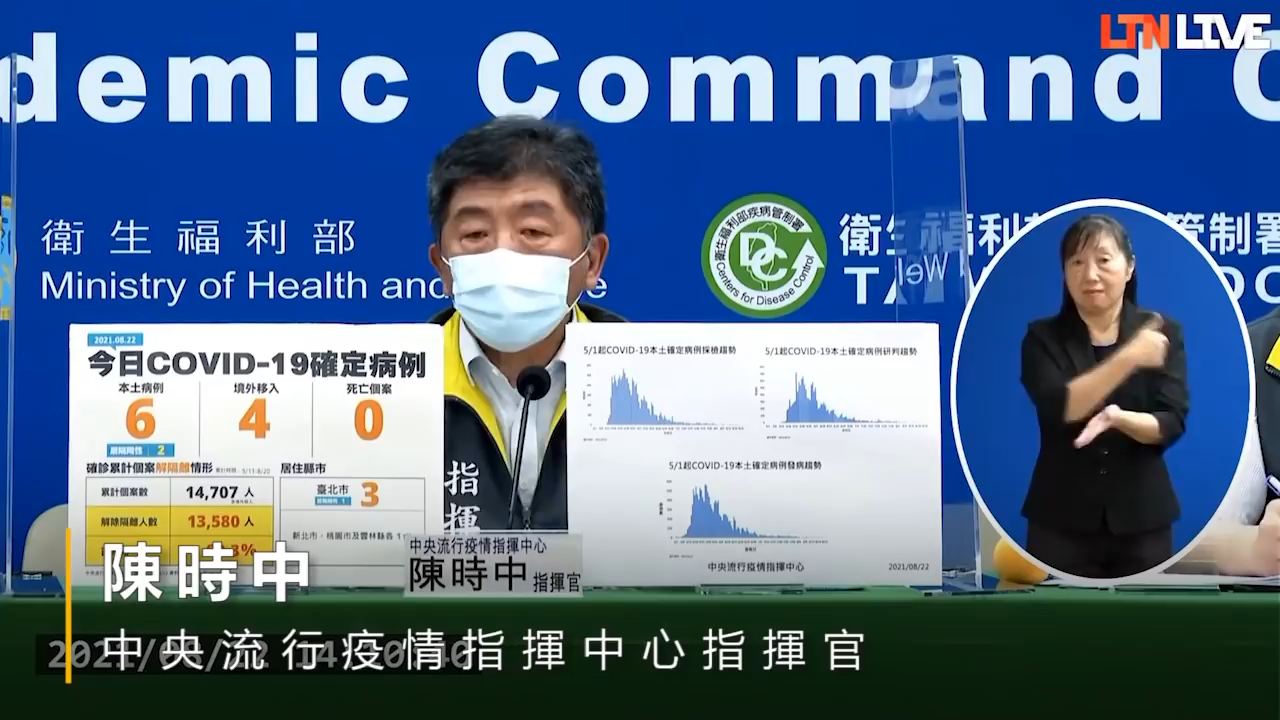 LTN LIVE
demic Command C
衛生福利部
Ministry of Health and
衛生福利部疾病管制署
Centers for Disease Control
2021.08.22
今日COVID-19確定病例
本土病例
6
居隔陽性 2
境外移入
4
死亡個案
0
確診累計個案解隔離情形
累計個案數
14,707 人
解除隔離人數
13,580 人
居住縣市
臺北市
3
新北市、桃園市及雲林縣各 1
5/1起COVID-19本土確定病例採檢趨勢
5/1起COVID-19本土確定病例研判趨勢
5/1起COVID-19本土確定病例發病趨勢
中央流行疫情指揮中心
2021/08/22
指揮
中央流行疫情指揮中心
陳時中 指揮官
陳時中
中央流行疫情指揮中心指揮官